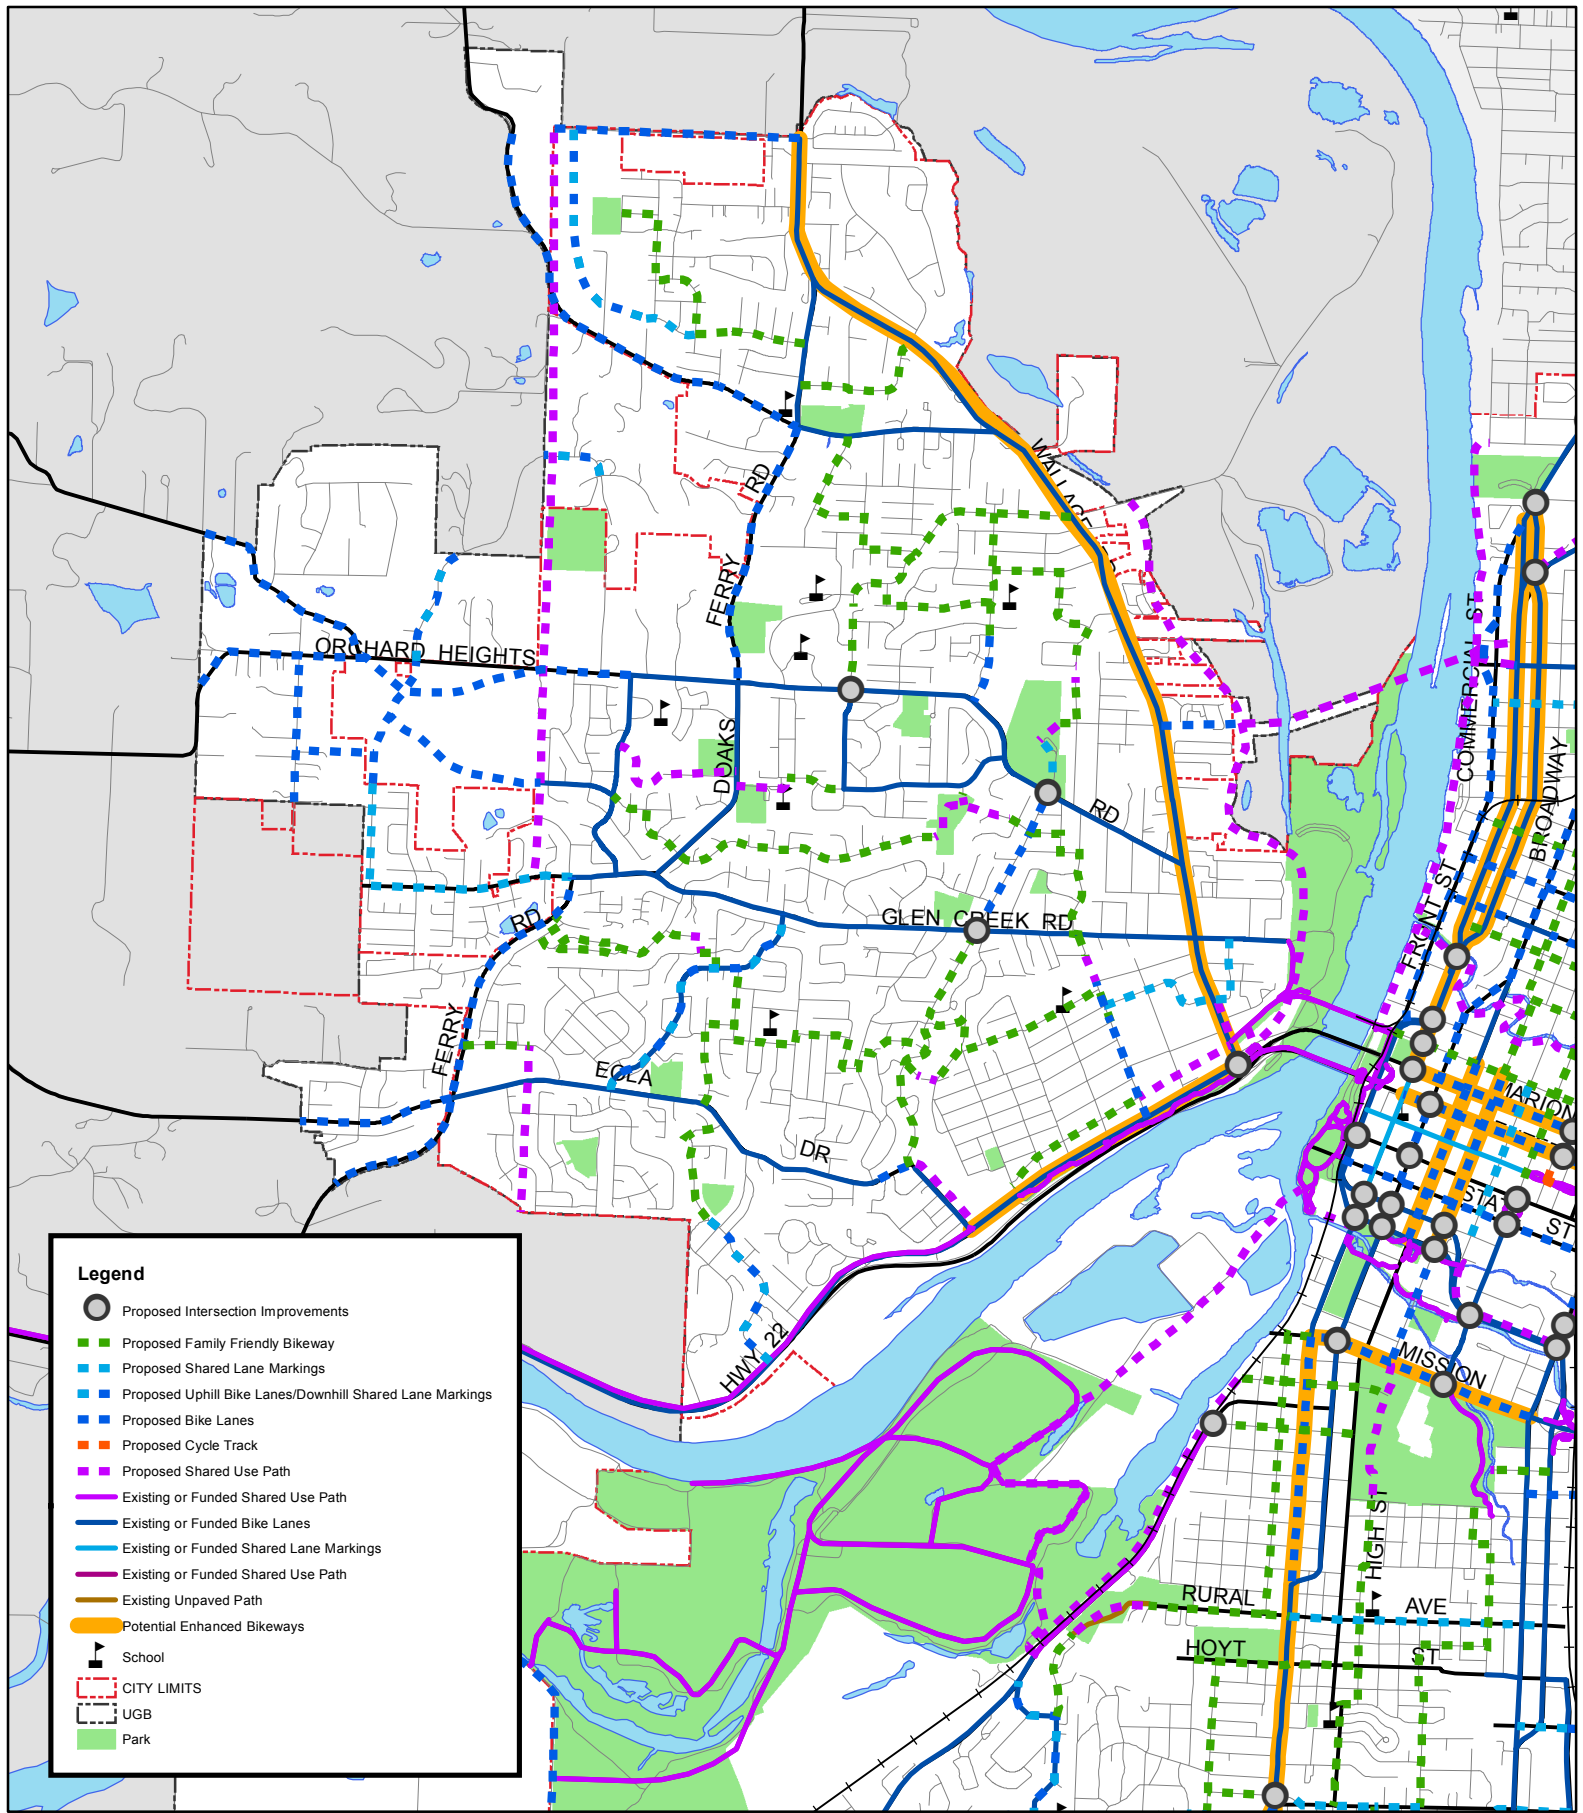 WALLACE
RD
FERRY
ORCHARD HEIGHTS
DOAKS
RD
COMMERCIAL ST
BROADWAY
FRONT ST
GLEN CREEK RD
RD
FERRY
EOLA
DR
MARION
STATE
ST
HWY 22
MISSION
HIGH ST
RURAL
AVE
HOYT
ST
Legend
Proposed Intersection Improvements
Proposed Family Friendly Bikeway
Proposed Shared Lane Markings
Proposed Uphill Bike Lanes/Downhill Shared Lane Markings
Proposed Bike Lanes
Proposed Cycle Track
Proposed Shared Use Path
Existing or Funded Shared Use Path
Existing or Funded Bike Lanes
Existing or Funded Shared Lane Markings
Existing or Funded Shared Use Path
Existing Unpaved Path
Potential Enhanced Bikeways
School
CITY LIMITS
UGB
Park